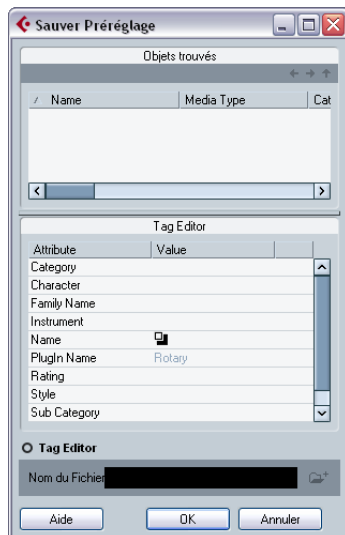 Sauver Préréglage
Objets trouvés
Name Media Type Cat
Tag Editor
Attribute Value
Category
Character
Family Name
Instrument
Name
PlugIn Name Rotary
Rating
Style
Sub Category
Tag Editor
Nom du Fichier
Aide OK Annuler